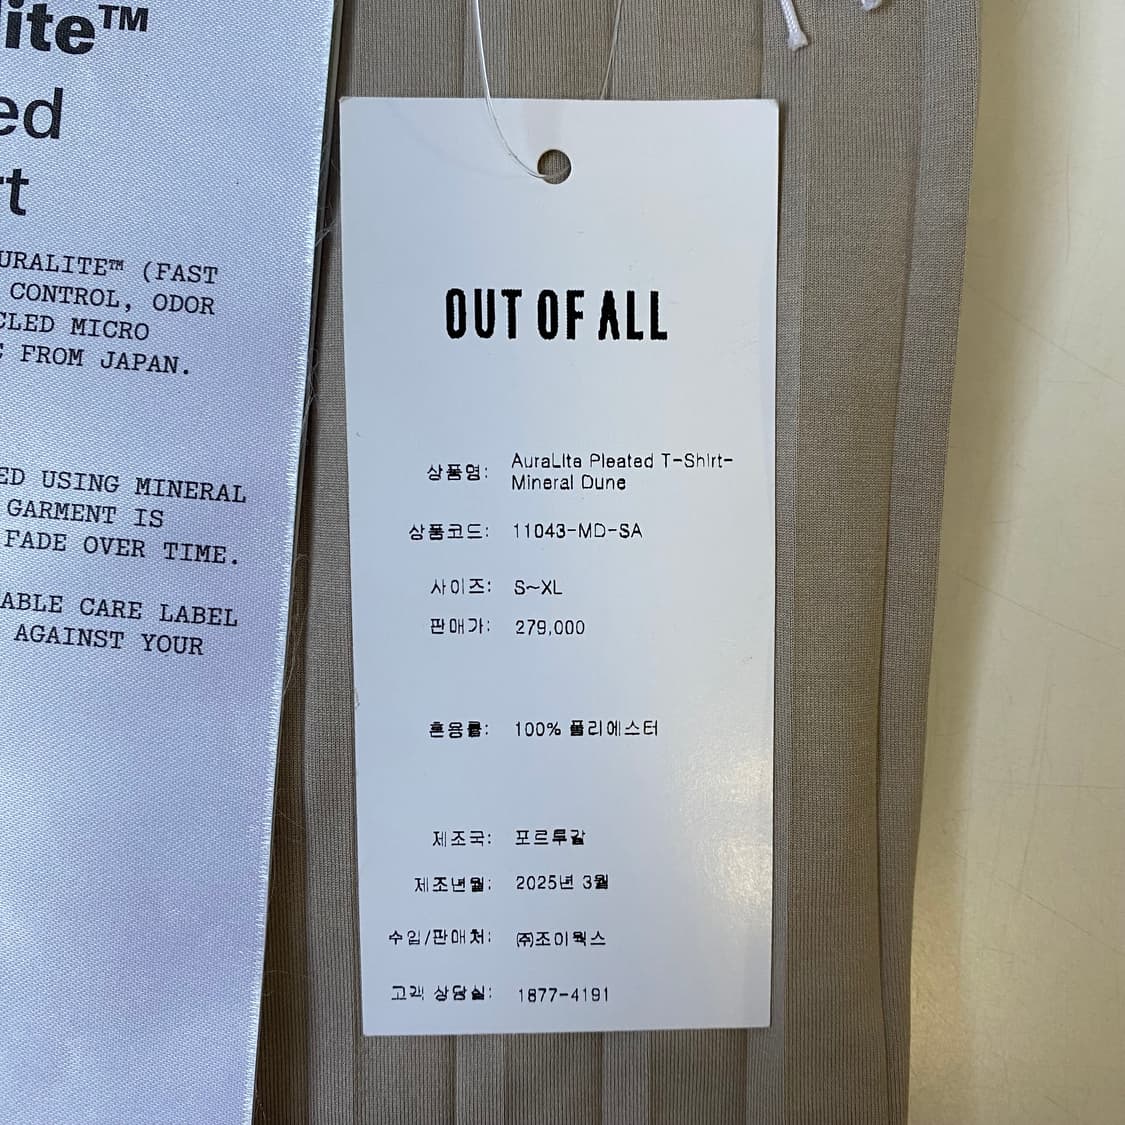 lite™
ed
rt
URALITE™ (FAST
CONTROL, ODOR
CLED MICRO
FROM JAPAN.
ED USING MINERAL
GARMENT IS
FADE OVER TIME.
ABLE CARE LABEL
AGAINST YOUR
OUT OF ALL
상품명: AuraLite Pleated T-Shirt-
Mineral Dune
상품코드: 11043-MD-SA
사이즈: S~XL
판매가: 279,000
혼용률: 100% 폴리에스터
제조국: 포르투갈
제조년월: 2025년 3월
수입/판매처: ㈜조이웍스
고객 상담실: 1877-4191